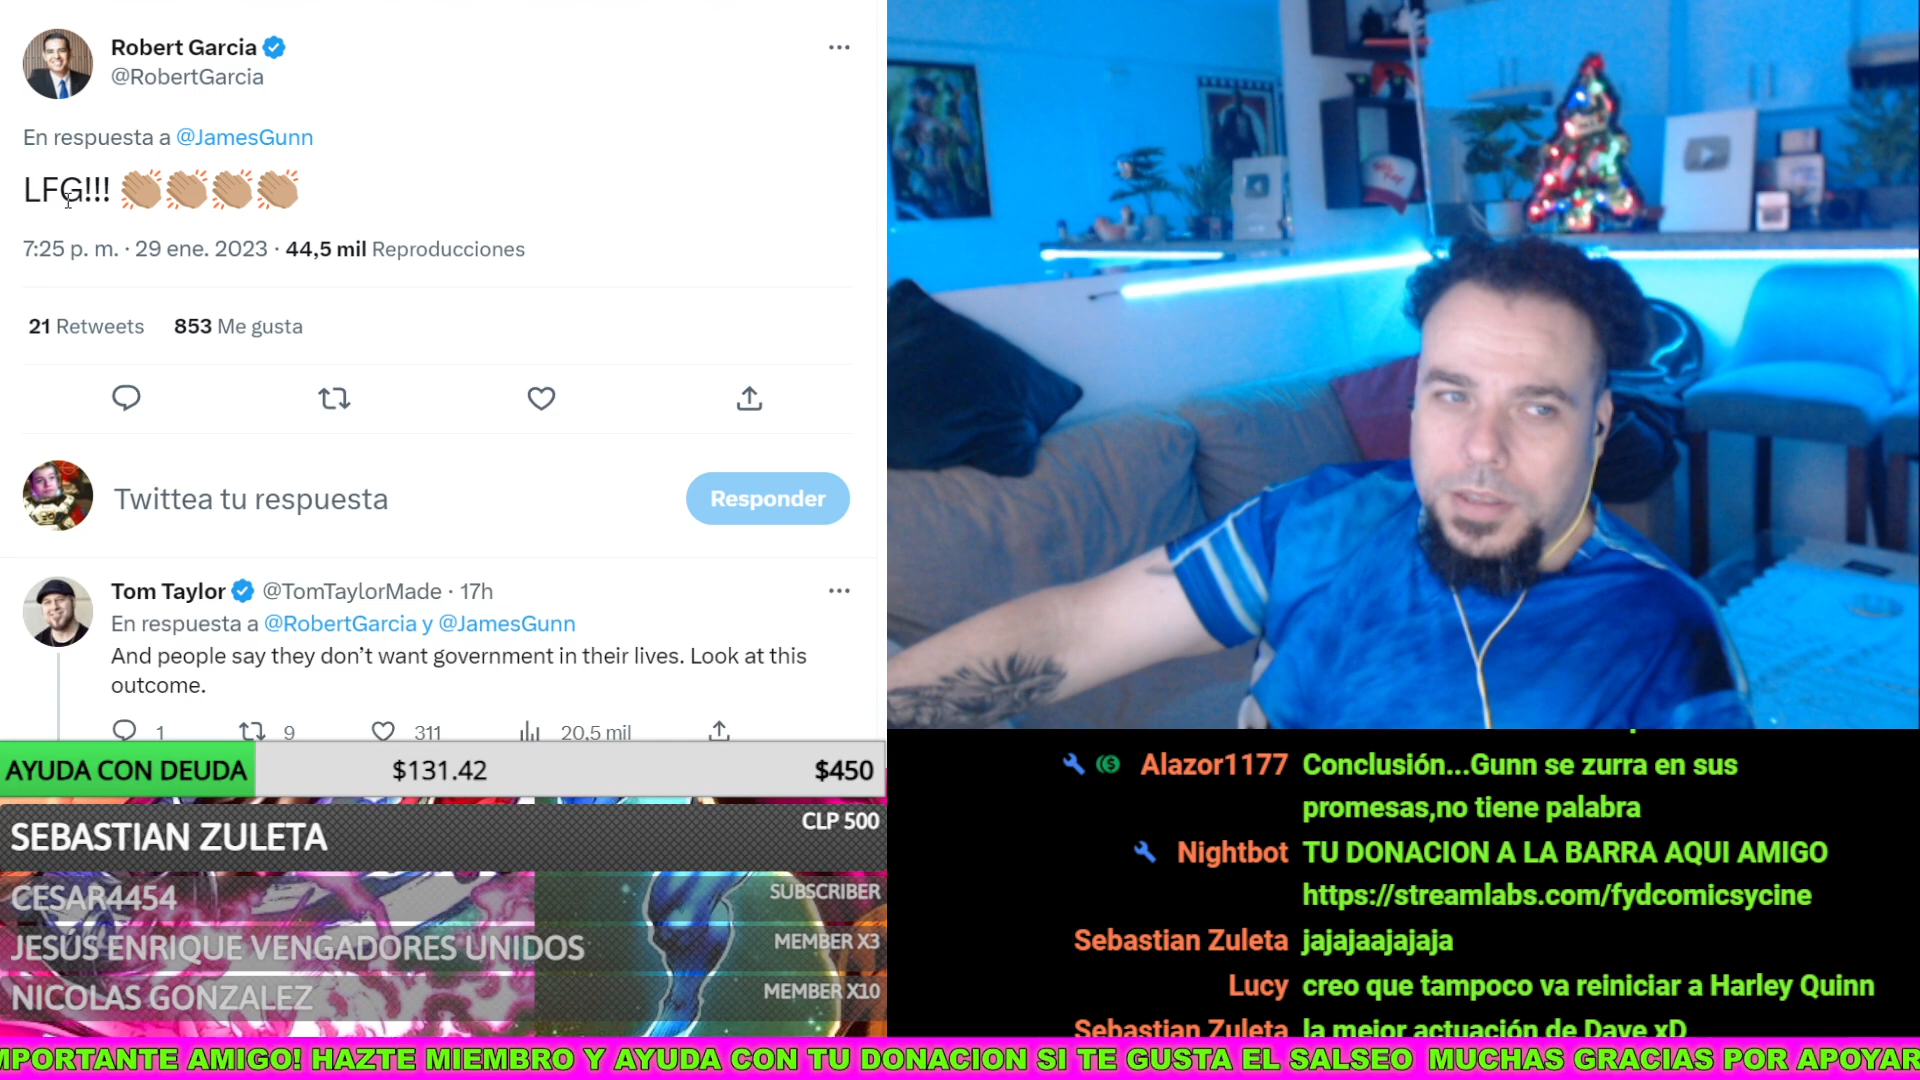 Robert Garcia
@RobertGarcia
En respuesta a @JamesGunn
LFG!!! 👏🏽👏🏽👏🏽👏🏽
7:25 p. m. · 29 ene. 2023 · 44,5 mil Reproducciones
21 Retweets 853 Me gusta
Twittea tu respuesta
Responder
Tom Taylor @TomTaylorMade · 17h
En respuesta a @RobertGarcia y @JamesGunn
And people say they don’t want government in their lives. Look at this
outcome.
1 9 311 20,5 mil
AYUDA CON DEUDA $131.42 $450
SEBASTIAN ZULETA CLP 500
CESAR4454 SUBSCRIBER
JESÚS ENRIQUE VENGADORES UNIDOS MEMBER X3
NICOLAS GONZALEZ MEMBER X10
Alazor1177 Conclusión...Gunn se zurra en sus
promesas,no tiene palabra
Nightbot TU DONACION A LA BARRA AQUI AMIGO
https://streamlabs.com/fydcomicsycine
Sebastian Zuleta jajajaajajaja
Lucy creo que tampoco va reiniciar a Harley Quinn
Sebastian Zuleta la mejor actuación de Dave xD
MPORTANTE AMIGO! HAZTE MIEMBRO Y AYUDA CON TU DONACION SI TE GUSTA EL SALSEO MUCHAS GRACIAS POR APOYAR